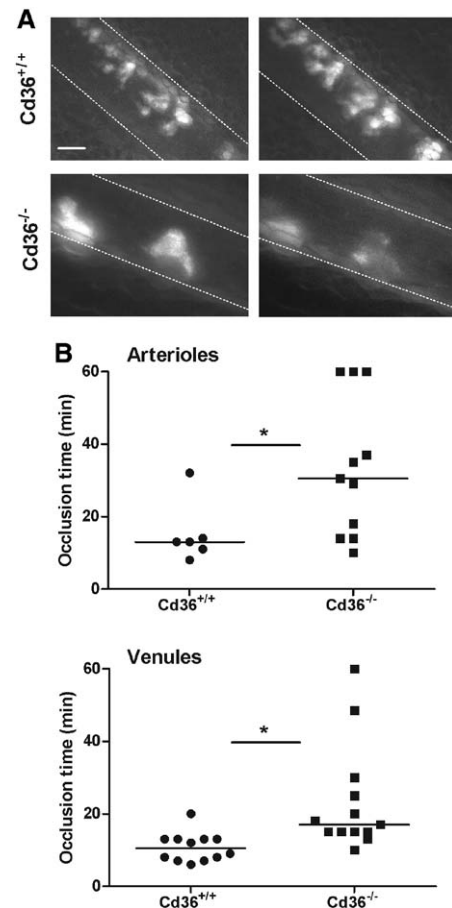 A
Cd36+/+
Cd36-/-
B
Arterioles
Occlusion time (min)
60
40
20
0
*
Cd36+/+
Cd36-/-
Venules
Occlusion time (min)
60
40
20
0
*
Cd36+/+
Cd36-/-